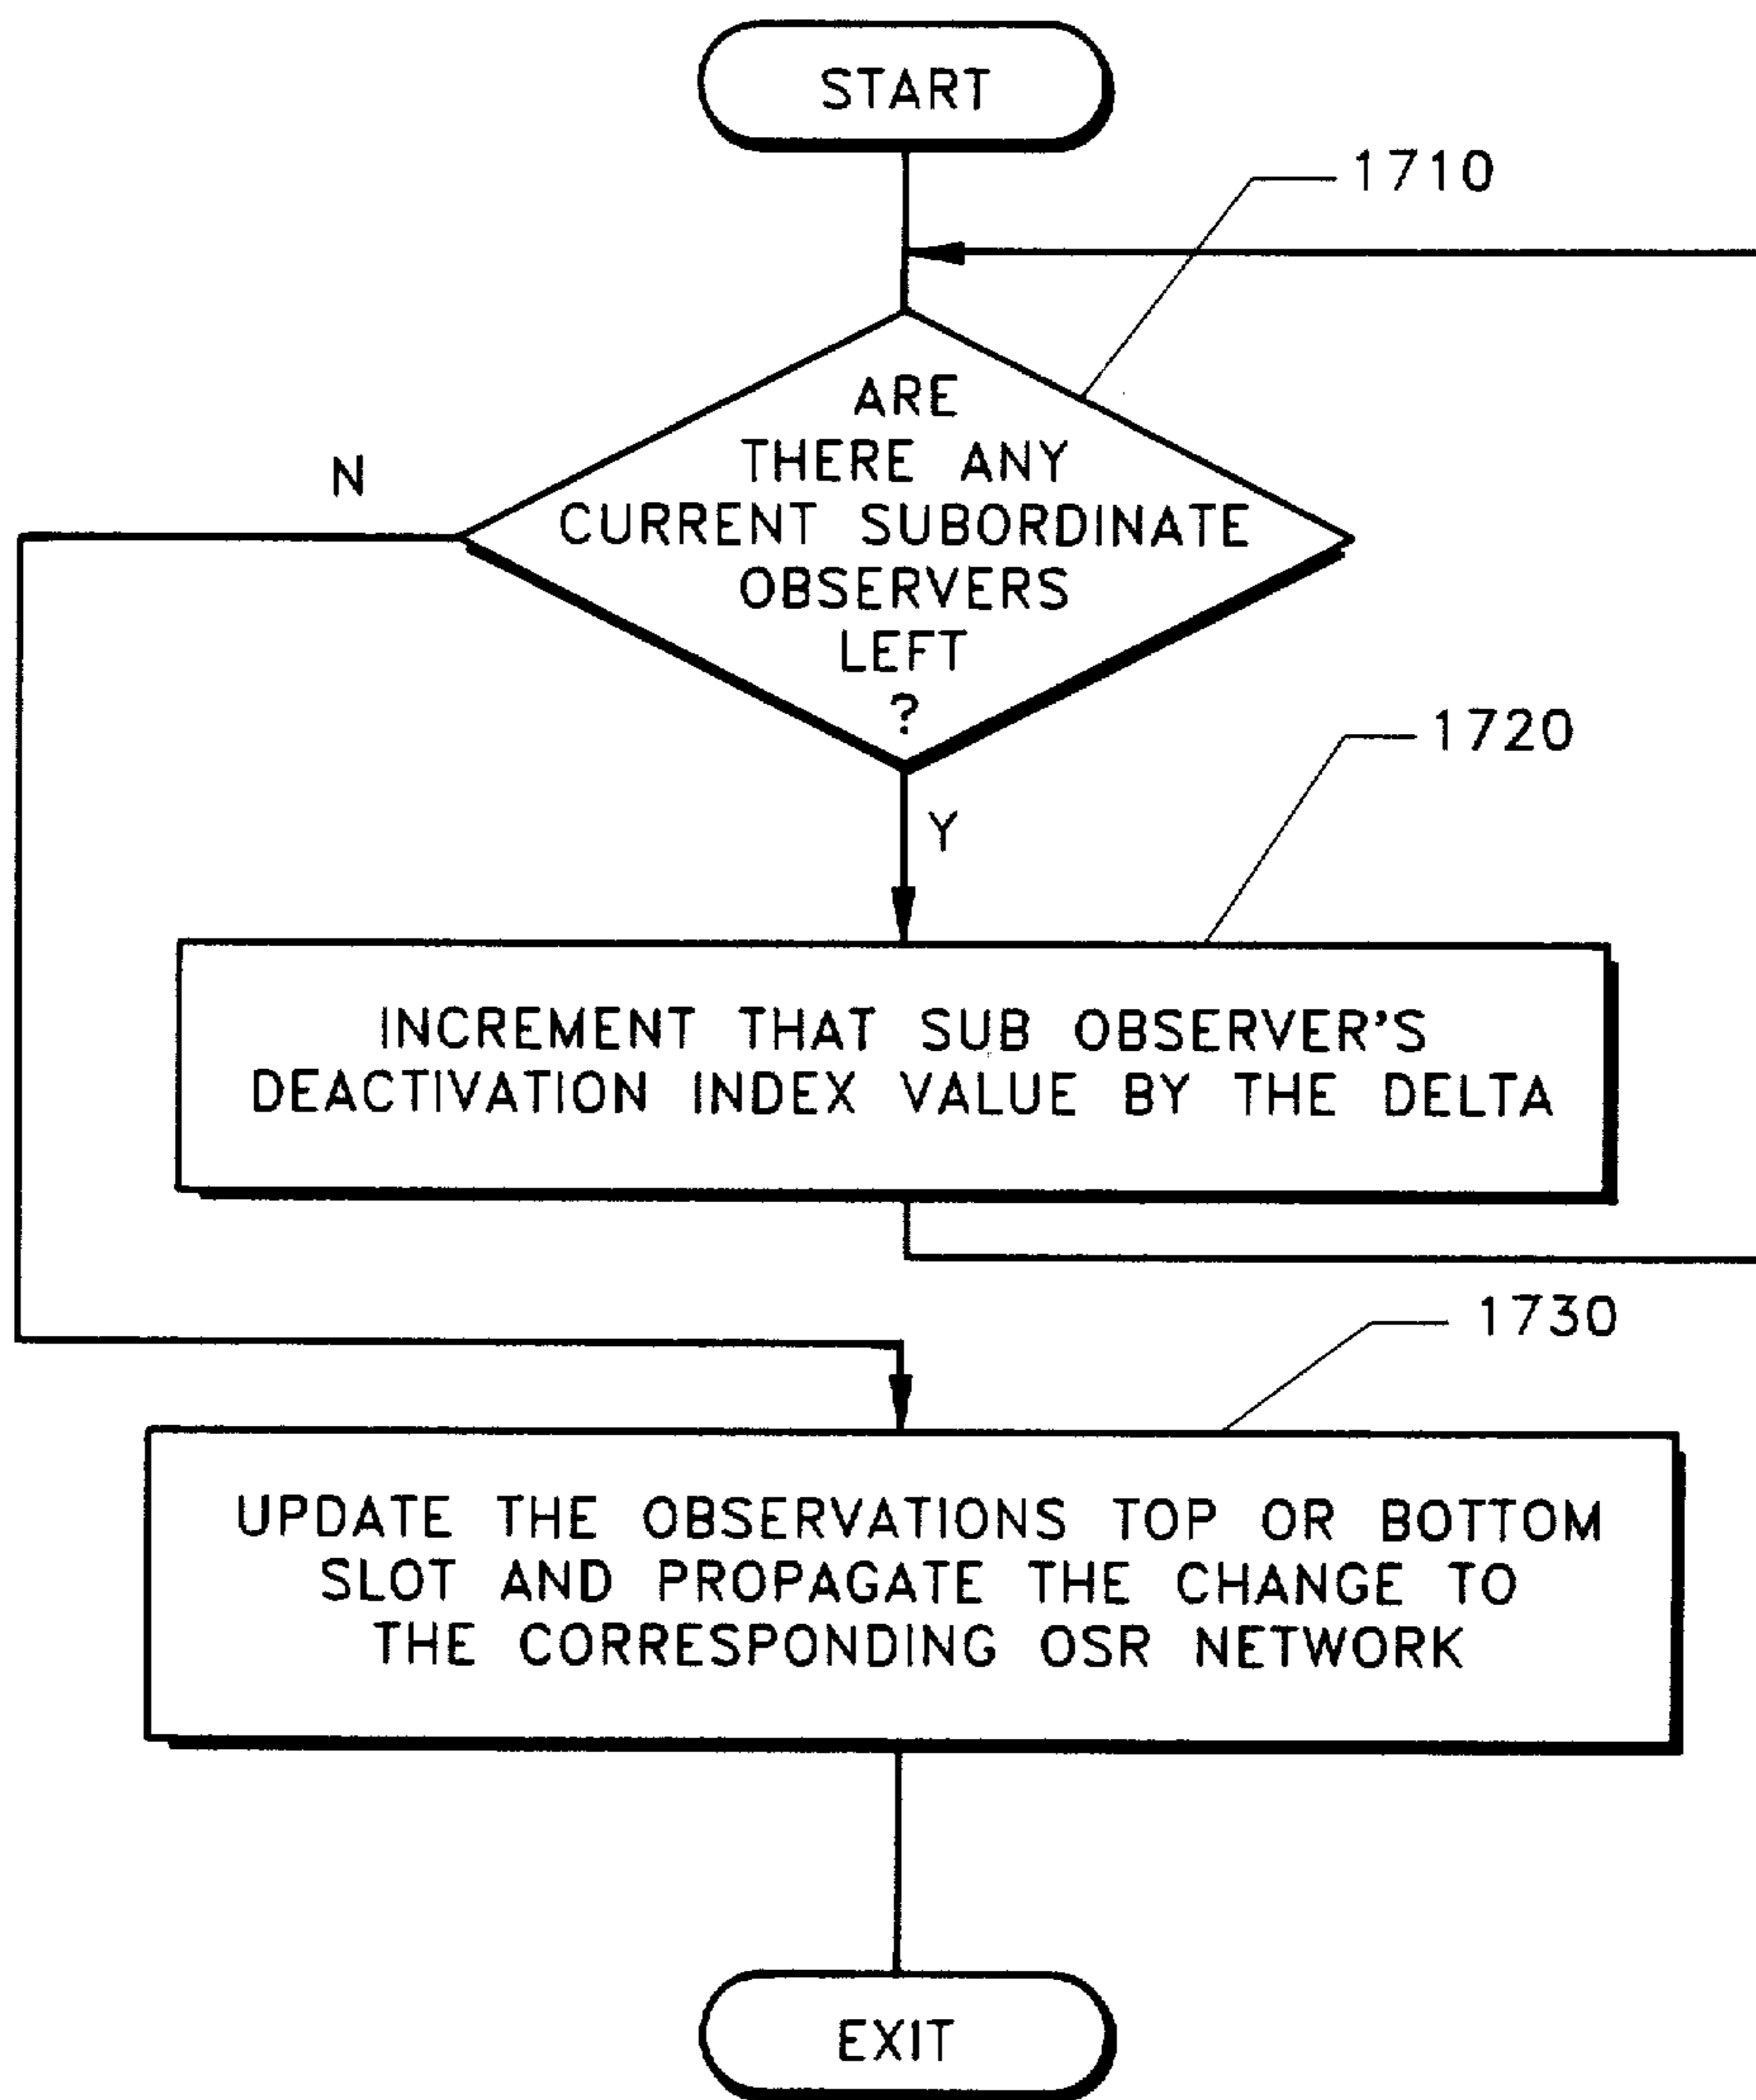 START
1710
ARE
THERE ANY
CURRENT SUBORDINATE
OBSERVERS
LEFT
?
N
1720
Y
INCREMENT THAT SUB OBSERVER'S
DEACTIVATION INDEX VALUE BY THE DELTA
1730
UPDATE THE OBSERVATIONS TOP OR BOTTOM
SLOT AND PROPAGATE THE CHANGE TO
THE CORRESPONDING OSR NETWORK
EXIT